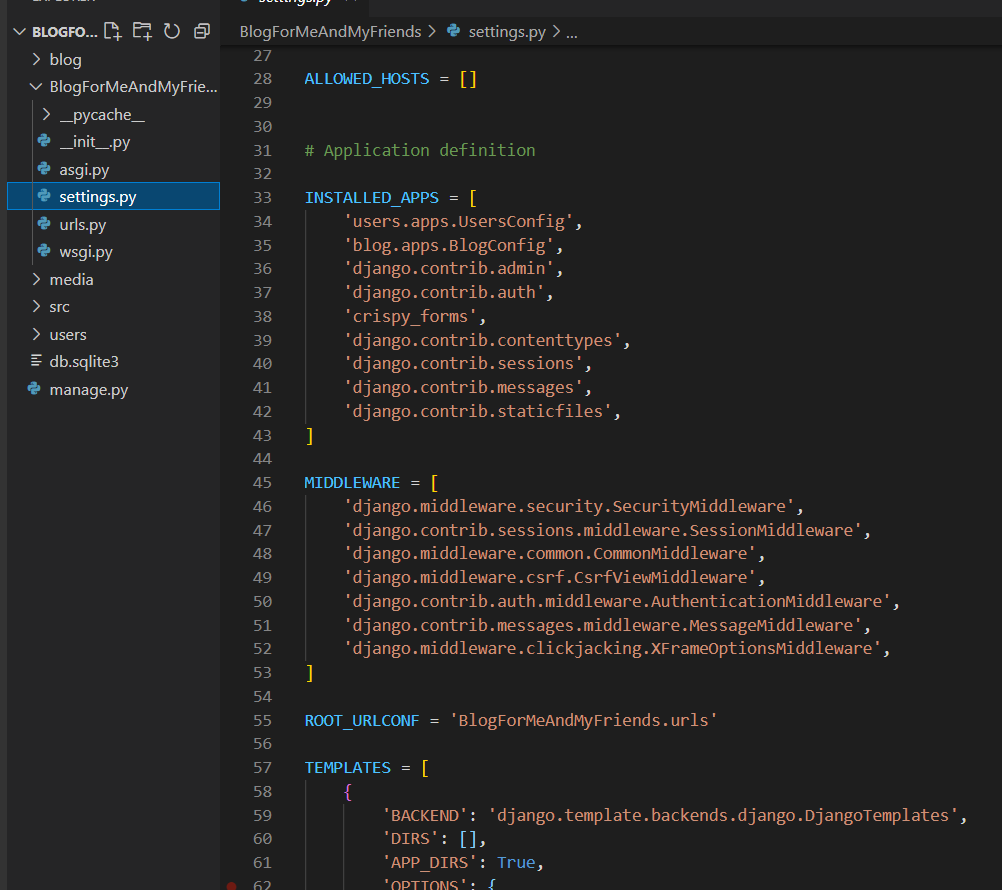 BLOGFO...
blog
BlogForMeAndMyFrie...
__pycache__
__init__.py
asgi.py
settings.py
urls.py
wsgi.py
media
src
users
db.sqlite3
manage.py
settings.py
BlogForMeAndMyFriends > settings.py > ...
27
28 ALLOWED_HOSTS = []
29
30
31 # Application definition
32
33 INSTALLED_APPS = [
34 'users.apps.UsersConfig',
35 'blog.apps.BlogConfig',
36 'django.contrib.admin',
37 'django.contrib.auth',
38 'crispy_forms',
39 'django.contrib.contenttypes',
40 'django.contrib.sessions',
41 'django.contrib.messages',
42 'django.contrib.staticfiles',
43 ]
44
45 MIDDLEWARE = [
46 'django.middleware.security.SecurityMiddleware',
47 'django.contrib.sessions.middleware.SessionMiddleware',
48 'django.middleware.common.CommonMiddleware',
49 'django.middleware.csrf.CsrfViewMiddleware',
50 'django.contrib.auth.middleware.AuthenticationMiddleware',
51 'django.contrib.messages.middleware.MessageMiddleware',
52 'django.middleware.clickjacking.XFrameOptionsMiddleware',
53 ]
54
55 ROOT_URLCONF = 'BlogForMeAndMyFriends.urls'
56
57 TEMPLATES = [
58 {
59 'BACKEND': 'django.template.backends.django.DjangoTemplates',
60 'DIRS': [],
61 'APP_DIRS': True,
62 'OPTIONS': {